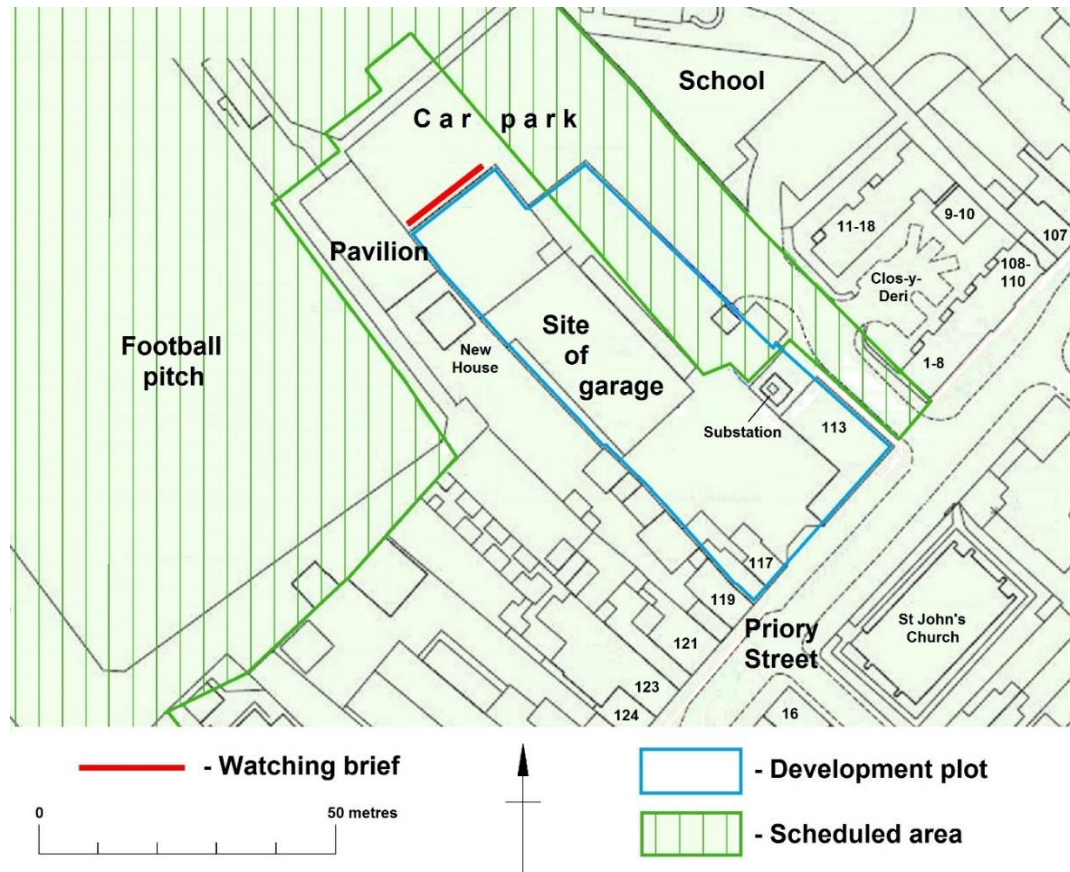 School
Car park
11-18
9-10
107
108-
110
Clos-y-
Deri
Pavilion
Football
pitch
New
House
Site
of
garage
1-8
Substation
113
117
119
Priory
Street
St John's
Church
121
123
124
16
- Watching brief
- Development plot
0
50 metres
- Scheduled area